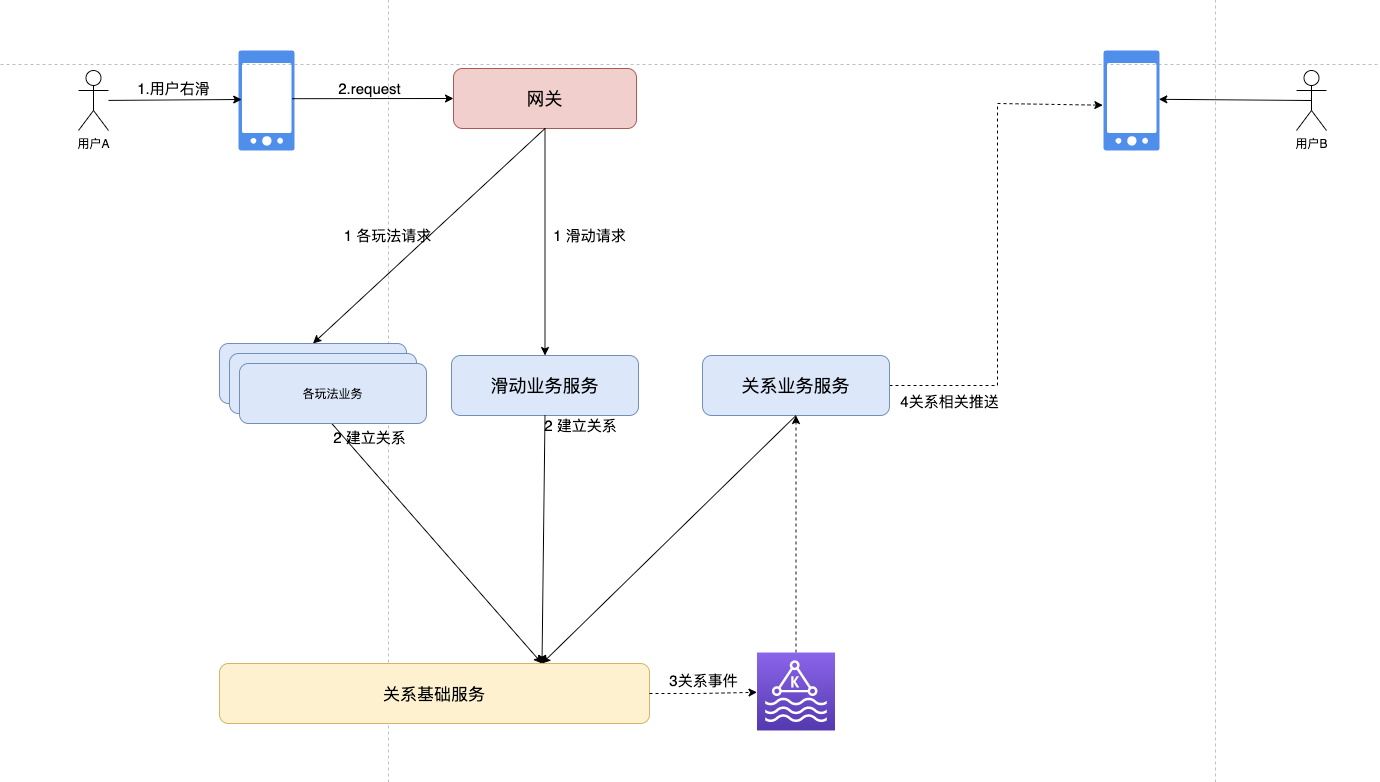 1.用户右滑
2.request
网关
用户A
用户B
1 各玩法请求
1 滑动请求
各玩法业务
滑动业务服务
关系业务服务
4关系相关推送
2 建立关系
2 建立关系
关系基础服务
3关系事件
K